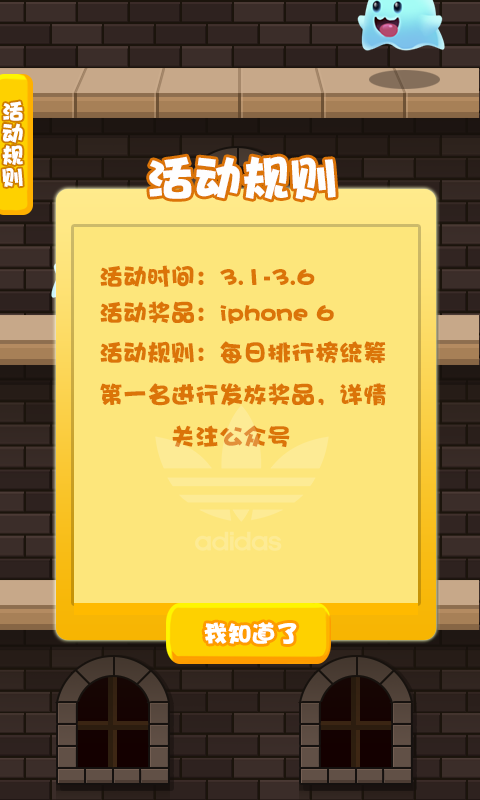 活动规则
活动规则
活动时间：3.1-3.6
活动奖品：iphone 6
活动规则：每日排行榜统筹
第一名进行发放奖品，详情
关注公众号
adidas
我知道了